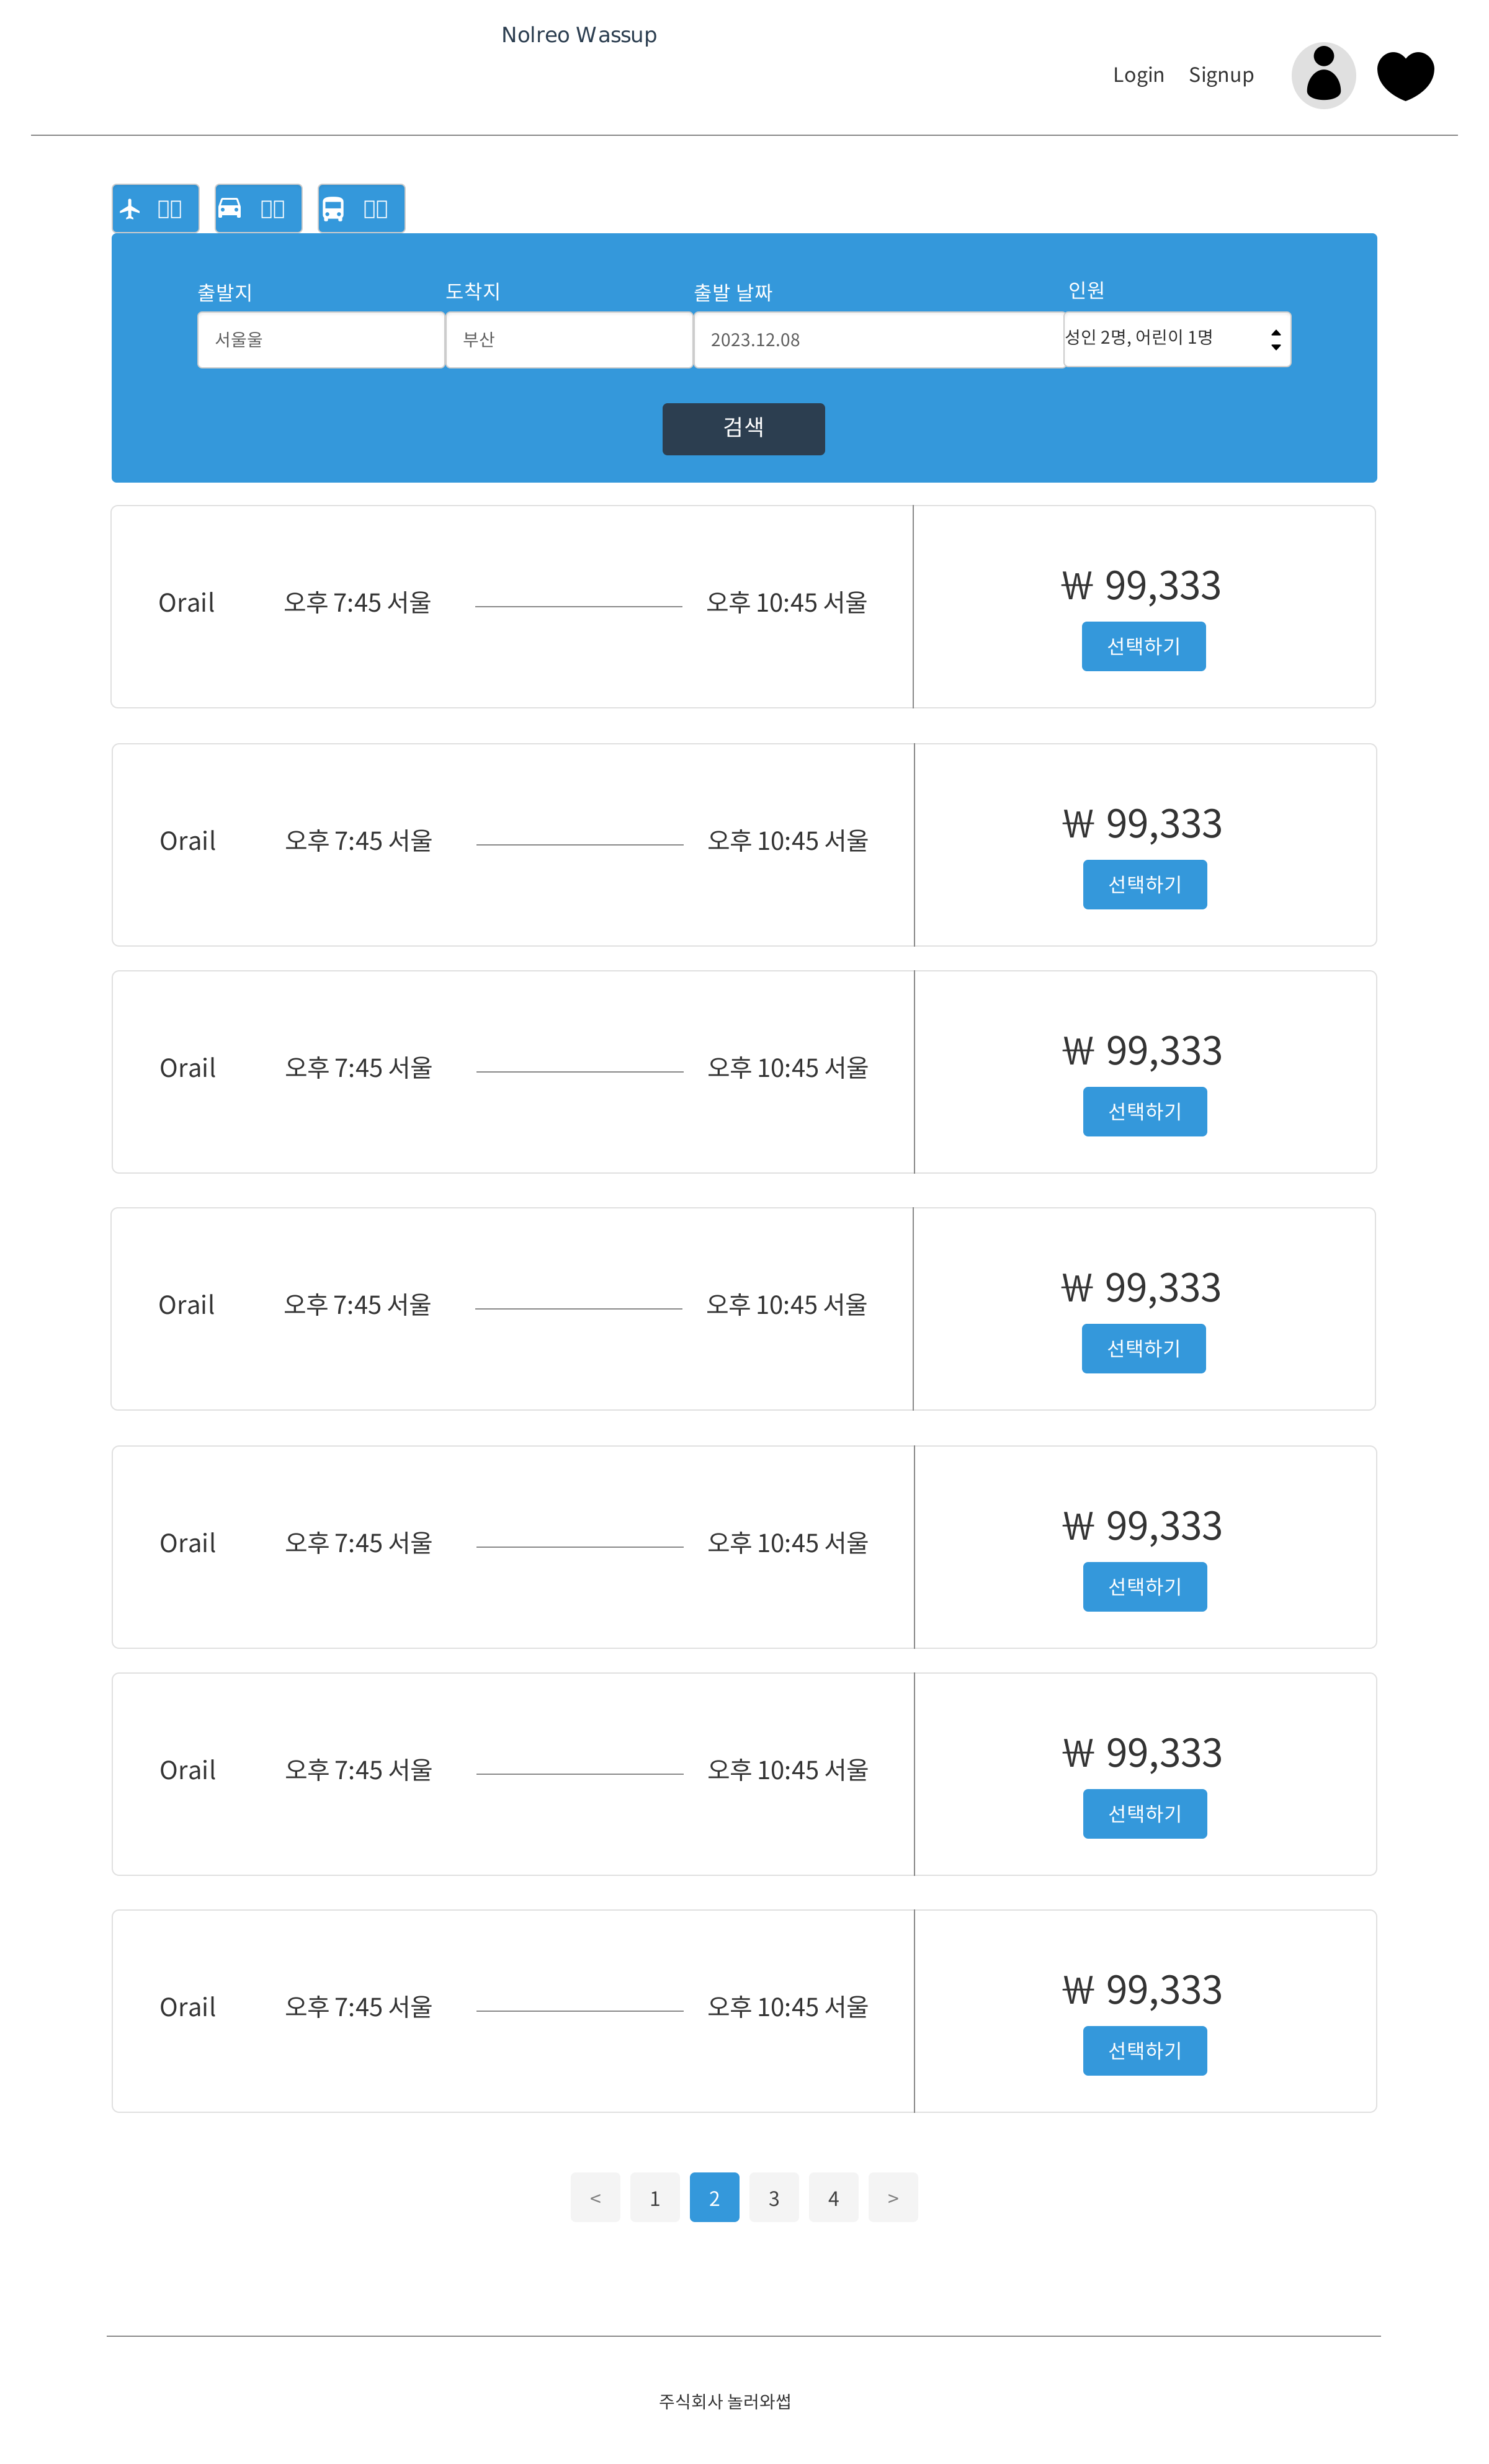 Nolreo Wassup
Login Signup
출발지 도착지 출발 날짜 인원
서울울 부산 2023.12.08 성인 2명, 어린이 1명
검색
Orail 오후 7:45 서울 오후 10:45 서울 ₩ 99,333
선택하기
Orail 오후 7:45 서울 오후 10:45 서울 ₩ 99,333
선택하기
Orail 오후 7:45 서울 오후 10:45 서울 ₩ 99,333
선택하기
Orail 오후 7:45 서울 오후 10:45 서울 ₩ 99,333
선택하기
Orail 오후 7:45 서울 오후 10:45 서울 ₩ 99,333
선택하기
Orail 오후 7:45 서울 오후 10:45 서울 ₩ 99,333
선택하기
Orail 오후 7:45 서울 오후 10:45 서울 ₩ 99,333
선택하기
< 1 2 3 4 >
주식회사 놀러와썹